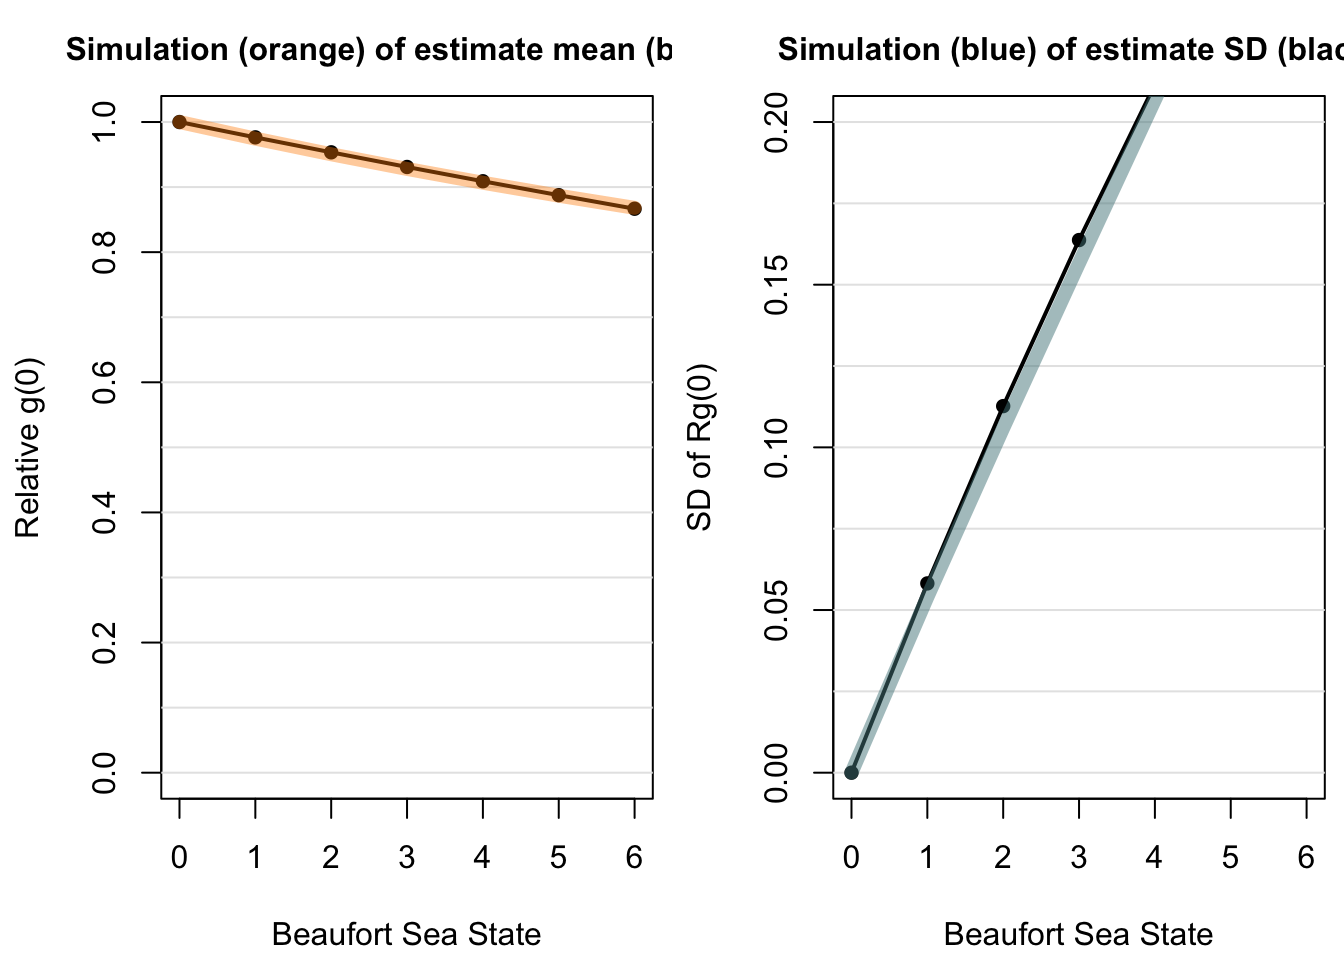 Simulation (orange) of estimate mean (b
Relative g(0)
1.0
0.8
0.6
0.4
0.2
0.0
0 1 2 3 4 5 6
Beaufort Sea State
Simulation (blue) of estimate SD (blac
SD of Rg(0)
0.20
0.15
0.10
0.05
0.00
0 1 2 3 4 5 6
Beaufort Sea State